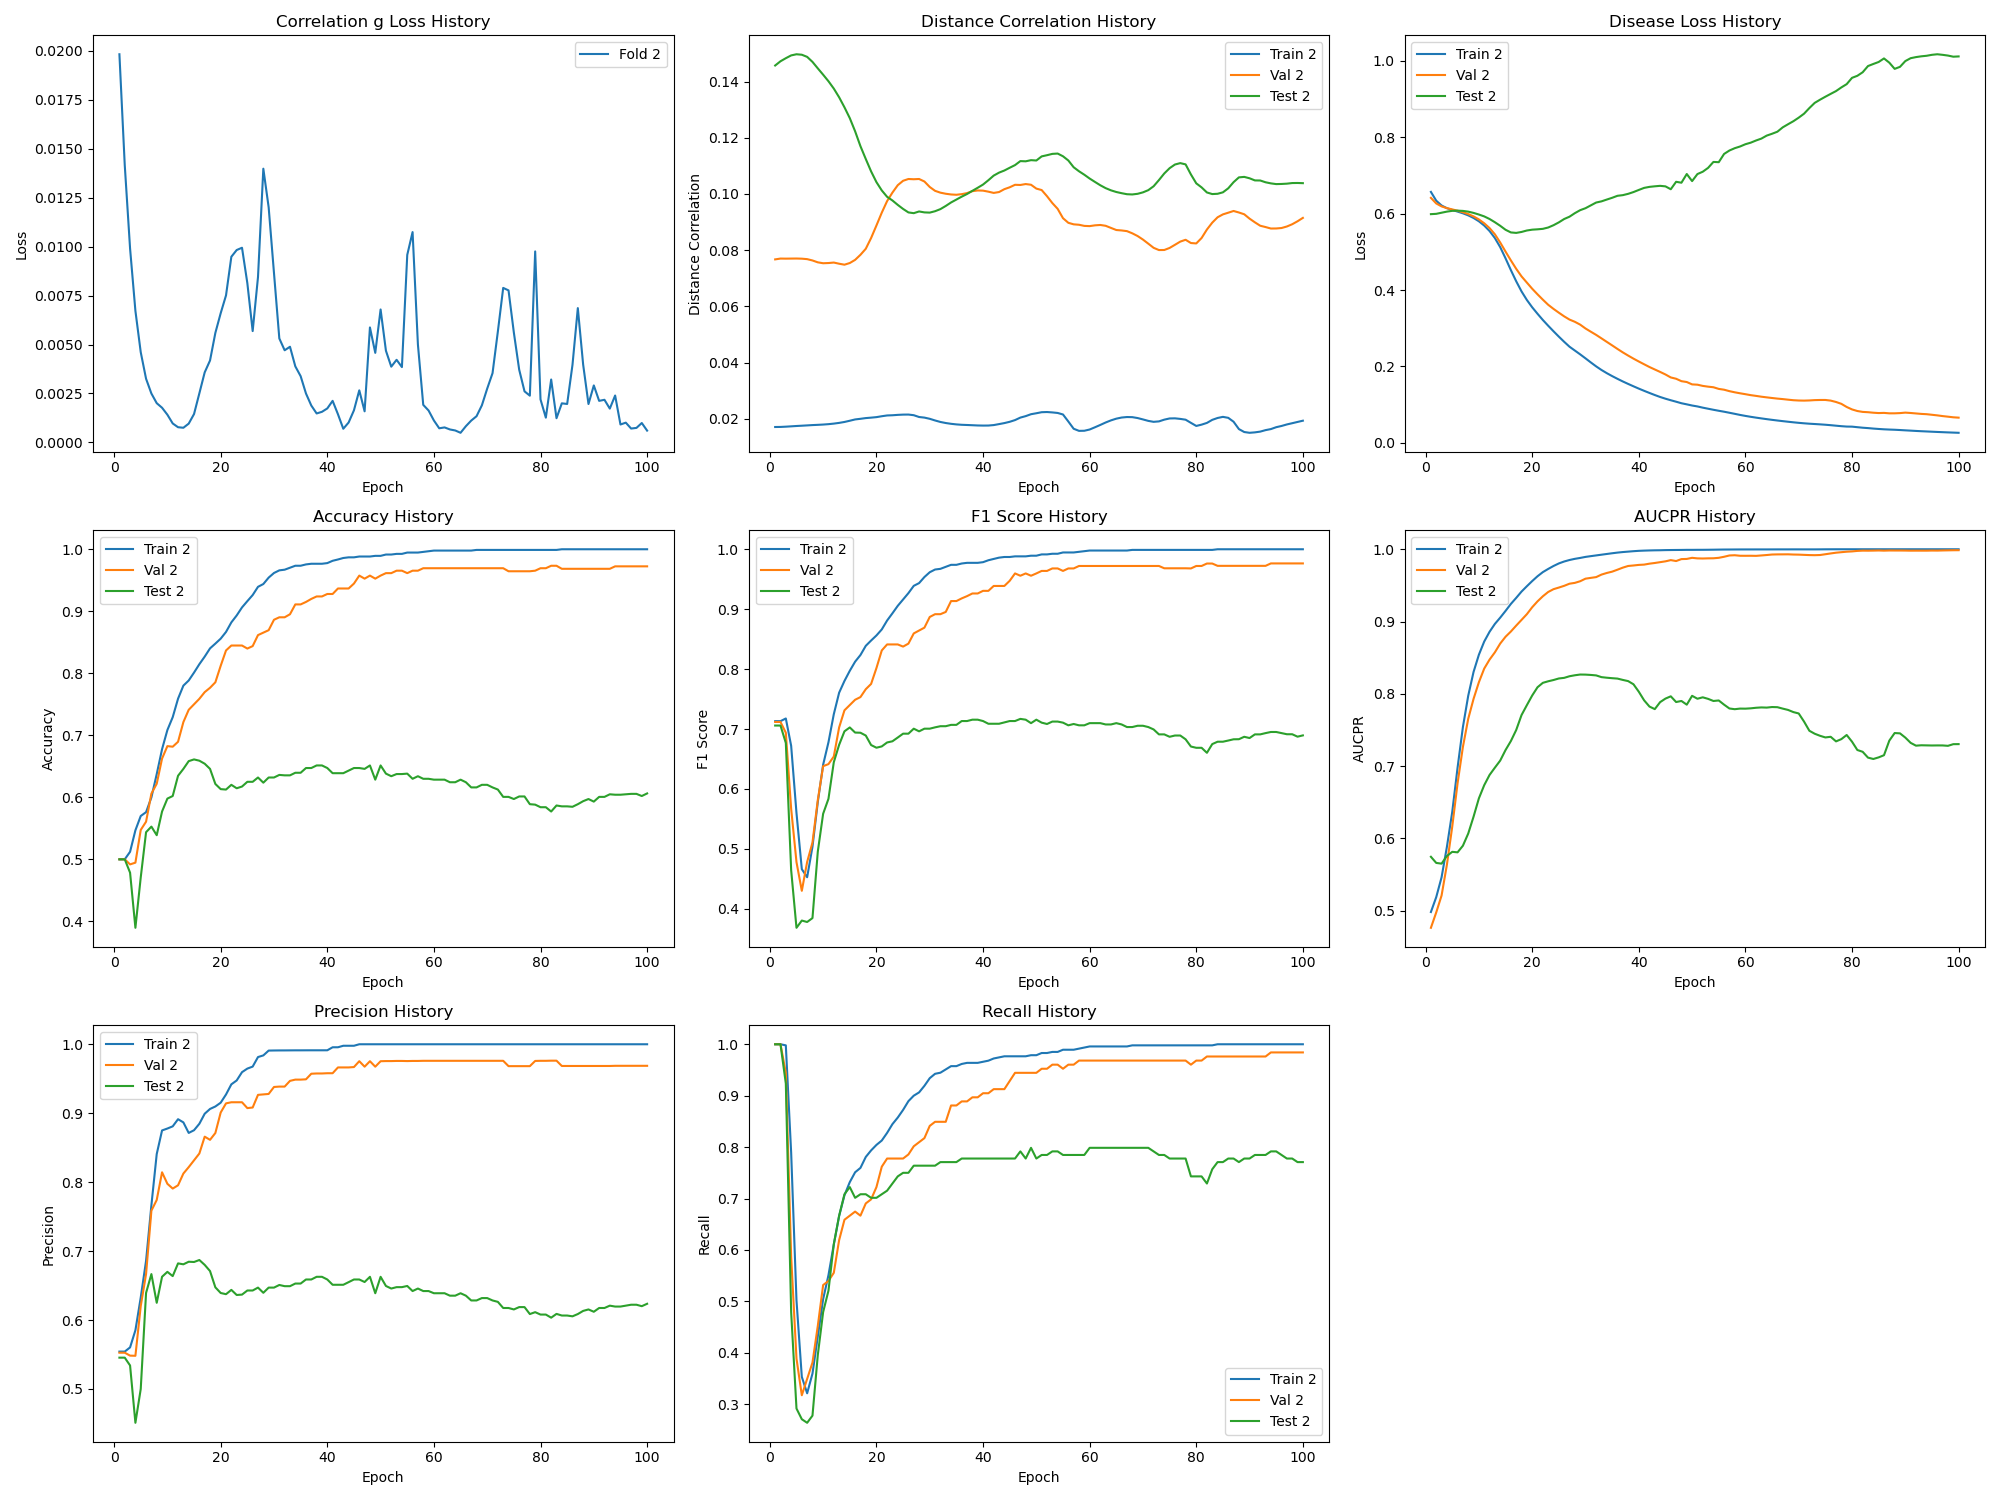 Correlation g Loss History
Fold 2
0.0200
0.0175
0.0150
0.0125
0.0100
0.0075
0.0050
0.0025
0.0000
Loss
0 20 40 60 80 100
Epoch
Distance Correlation History
Train 2
Val 2
Test 2
0.14
0.12
0.10
0.08
0.06
0.04
0.02
Distance Correlation
0 20 40 60 80 100
Epoch
Disease Loss History
Train 2
Val 2
Test 2
1.0
0.8
0.6
0.4
0.2
0.0
Loss
0 20 40 60 80 100
Epoch
Accuracy History
Train 2
Val 2
Test 2
1.0
0.9
0.8
0.7
0.6
0.5
0.4
Accuracy
0 20 40 60 80 100
Epoch
F1 Score History
Train 2
Val 2
Test 2
1.0
0.9
0.8
0.7
0.6
0.5
0.4
F1 Score
0 20 40 60 80 100
Epoch
AUCPR History
Train 2
Val 2
Test 2
1.0
0.9
0.8
0.7
0.6
0.5
AUCPR
0 20 40 60 80 100
Epoch
Precision History
Train 2
Val 2
Test 2
1.0
0.9
0.8
0.7
0.6
0.5
Precision
0 20 40 60 80 100
Epoch
Recall History
1.0
0.9
0.8
0.7
0.6
0.5
0.4
0.3
Recall
Train 2
Val 2
Test 2
0 20 40 60 80 100
Epoch